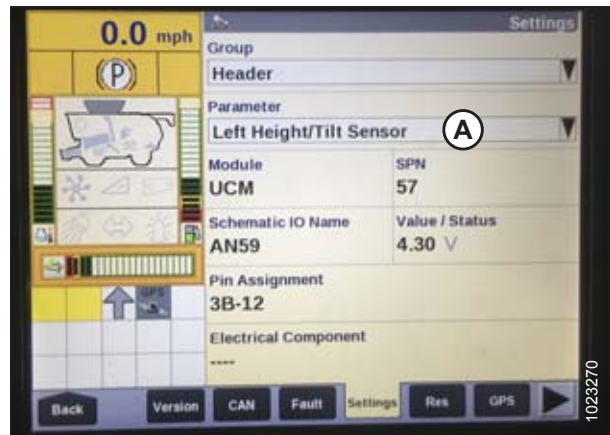 0.0 mph
(P)
Settings
Group
Header
Parameter
Left Height/Tilt Sensor
A
Module
UCM
SPN
57
Schematic IO Name
AN59
Value / Status
4.30 V
Pin Assignment
3B-12
Electrical Component
----
GPS
Back
Version
CAN
Fault
Settings
Res
GPS
1023270